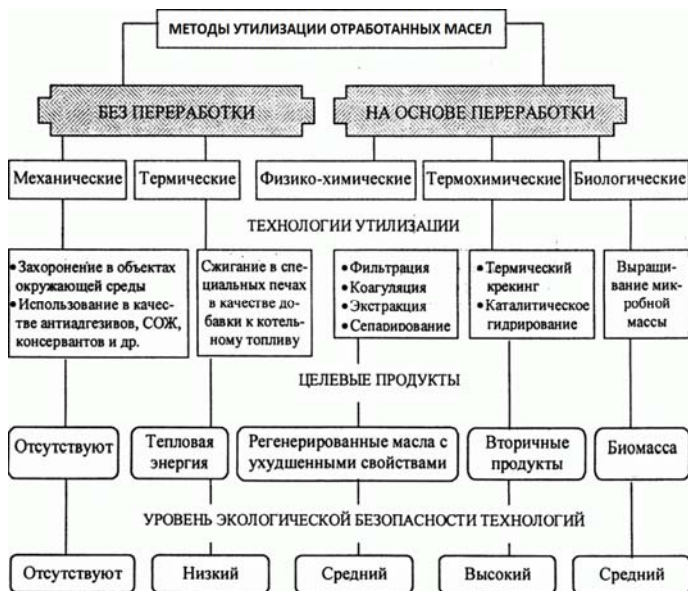 МЕТОДЫ УТИЛИЗАЦИИ ОТРАБОТАННЫХ МАСЕЛ
БЕЗ ПЕРЕРАБОТКИ
НА ОСНОВЕ ПЕРЕРАБОТКИ
Механические
Термические
Физико-химические
Термохимические
Биологические
ТЕХНОЛОГИИ УТИЛИЗАЦИИ
•Захоронение в объектах
окружающей среды
•Использование в качес-
тве антиадгезивов, СОЖ,
консервантов и др.
Сжигание в спе-
циальных печах
в качестве до-
бавки к котель-
ному топливу
•Фильтрация
•Коагуляция
•Экстракция
•Сепарирование
•Термический
крекинг
•Каталитическое
гидрирование
Выращи-
вание мик-
робной
массы
ЦЕЛЕВЫЕ ПРОДУКТЫ
Отсутствуют
Тепловая
энергия
Регенерированные масла с
ухудшенными свойствами
Вторичные
продукты
Биомасса
УРОВЕНЬ ЭКОЛОГИЧЕСКОЙ БЕЗОПАСНОСТИ ТЕХНОЛОГИЙ
Отсутствуют
Низкий
Средний
Высокий
Средний